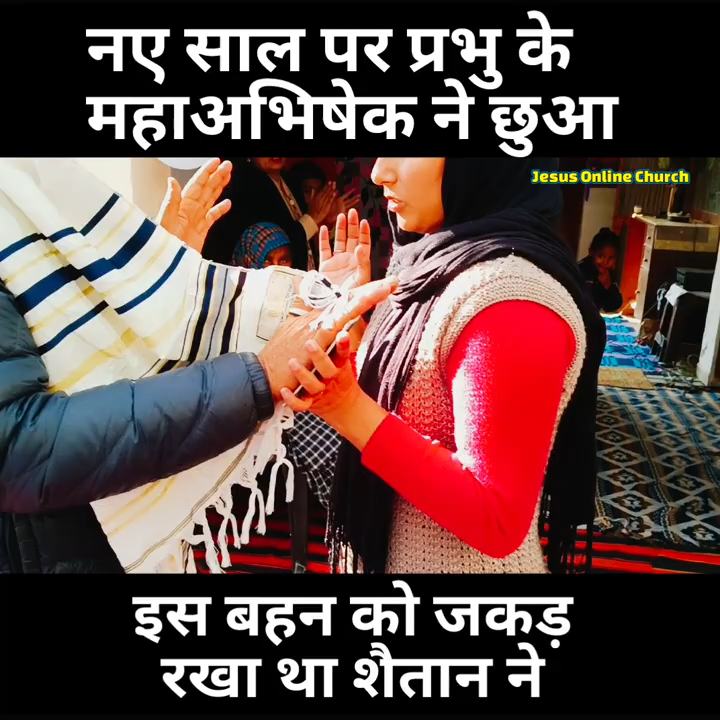 नए साल पर प्रभु के
महाअभिषेक ने छुआ
Jesus Online Church
इस बहन को जकड़
रखा था शैतान ने